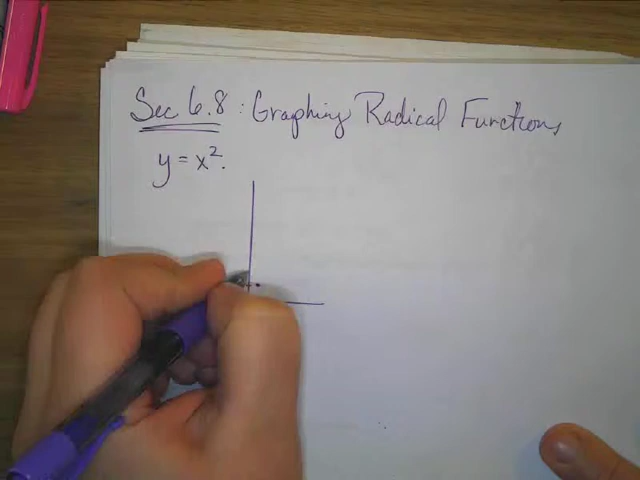 Sec 6.8 : Graphing Radical Functions
y = x².